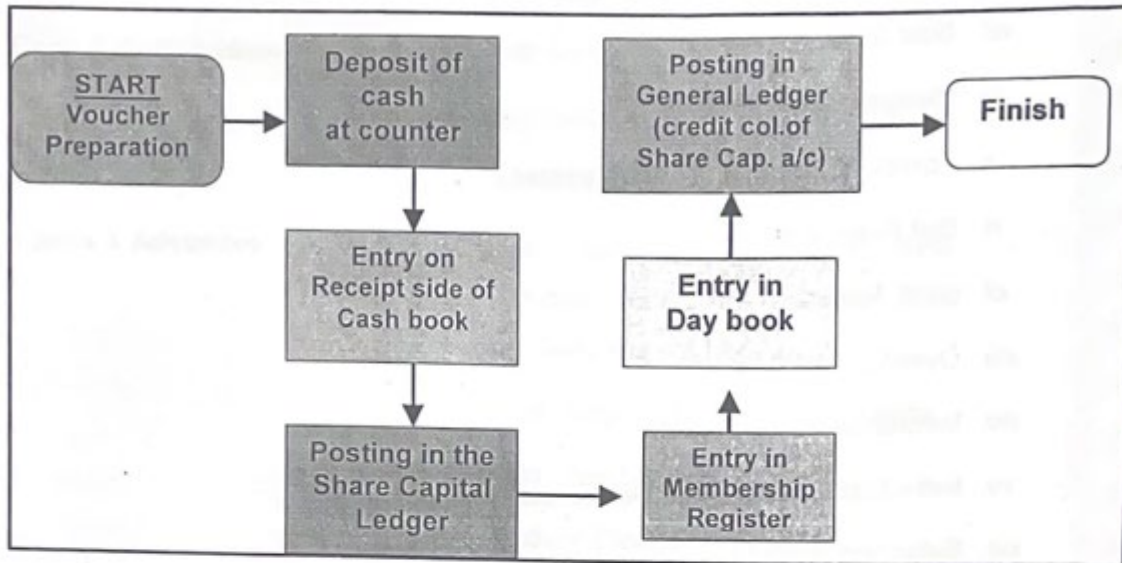 START
Voucher
Preparation
Deposit of
cash
at counter
Entry on
Receipt side of
Cash book
Posting in the
Share Capital
Ledger
Entry in
Membership
Register
Entry in
Day book
Posting in
General Ledger
(credit col.of
Share Cap. a/c)
Finish